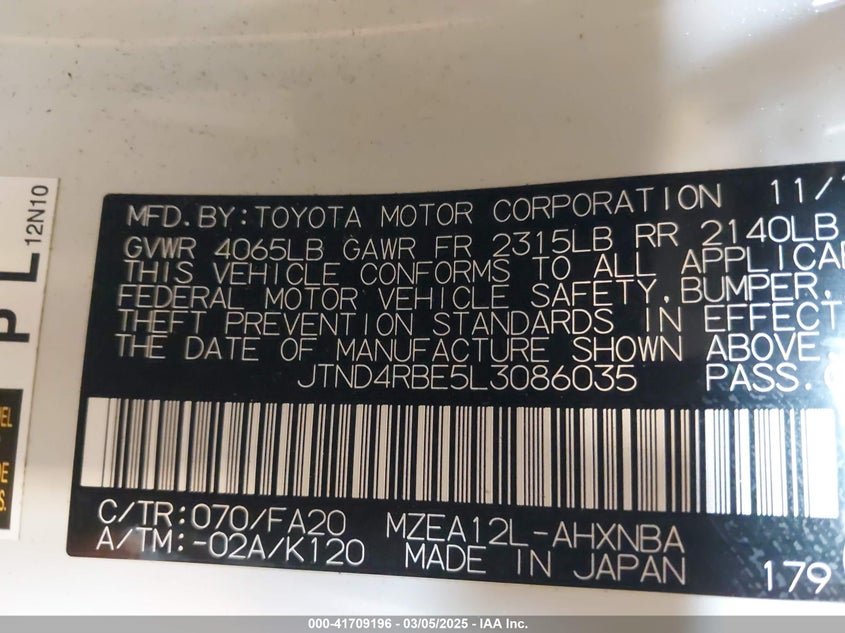 MFD. BY: TOYOTA MOTOR CORPORATION 11/
GVWR 4065LB GAWR FR 2315LB RR 2140LB
THIS VEHICLE CONFORMS TO ALL APPLICA
FEDERAL MOTOR VEHICLE SAFETY, BUMPER,
THEFT PREVENTION STANDARDS IN EFFECT
THE DATE OF MANUFACTURE SHOWN ABOVE.
JTND4RBE5L3086035 PASS.
C/TR: 070/FA20 MZEA12L-AHXNBA
A/TM: -02A/K120 MADE IN JAPAN
179
12N10
P L
000-41709196 - 03/05/2025 - IAA Inc.